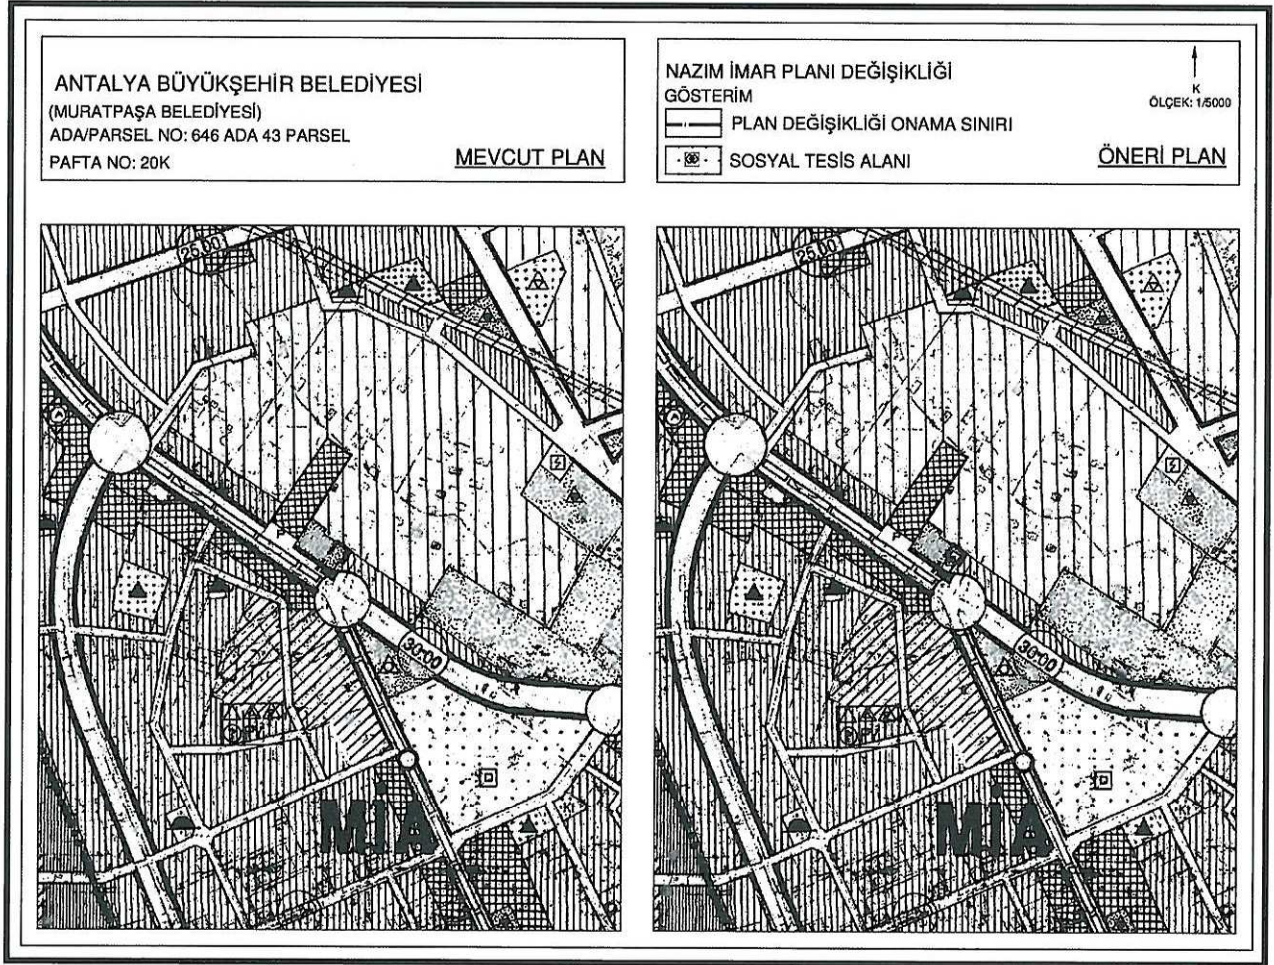 ANTALYA BÜYÜKŞEHİR BELEDİYESİ
(MURATPAŞA BELEDİYESİ)
ADA/PARSEL NO: 646 ADA 43 PARSEL
PAFTA NO: 20K
MEVCUT PLAN
NAZIM İMAR PLANI DEĞİŞİKLİĞİ
GÖSTERİM
K
ÖLÇEK: 1/5000
PLAN DEĞİŞİKLİĞİ ONAMA SINIRI
SOSYAL TESİS ALANI
ÖNERİ PLAN
25.00
30.00
MİA
25.00
30.00
MİA